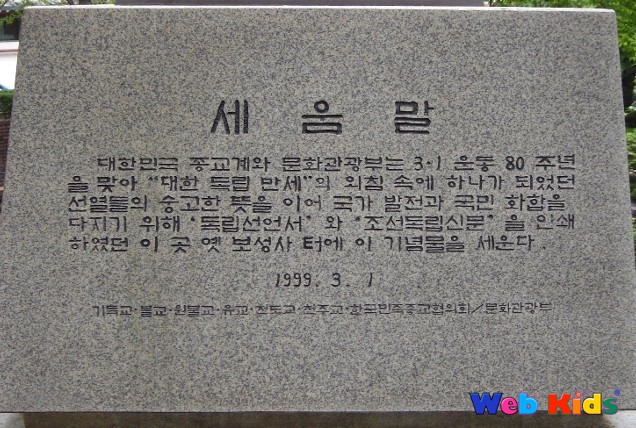 세 움 말
대한민국 종교계와 문화관광부는 3·1 운동 80 주년
을 맞아 "대한 독립 만세"의 외침 속에 하나가 되었던
선열들의 숭고한 뜻을 이어 국가 발전과 국민 화합을
다지기 위해 "독립선언서" 와 "조선독립신문" 을 인쇄
하였던 이 곳 옛 보성사 터에 이 기념물을 세운다.
1999. 3. 1
기독교·불교·원불교·유교·천도교·천주교·한국민족종교협의회/문화관광부
Web Kids